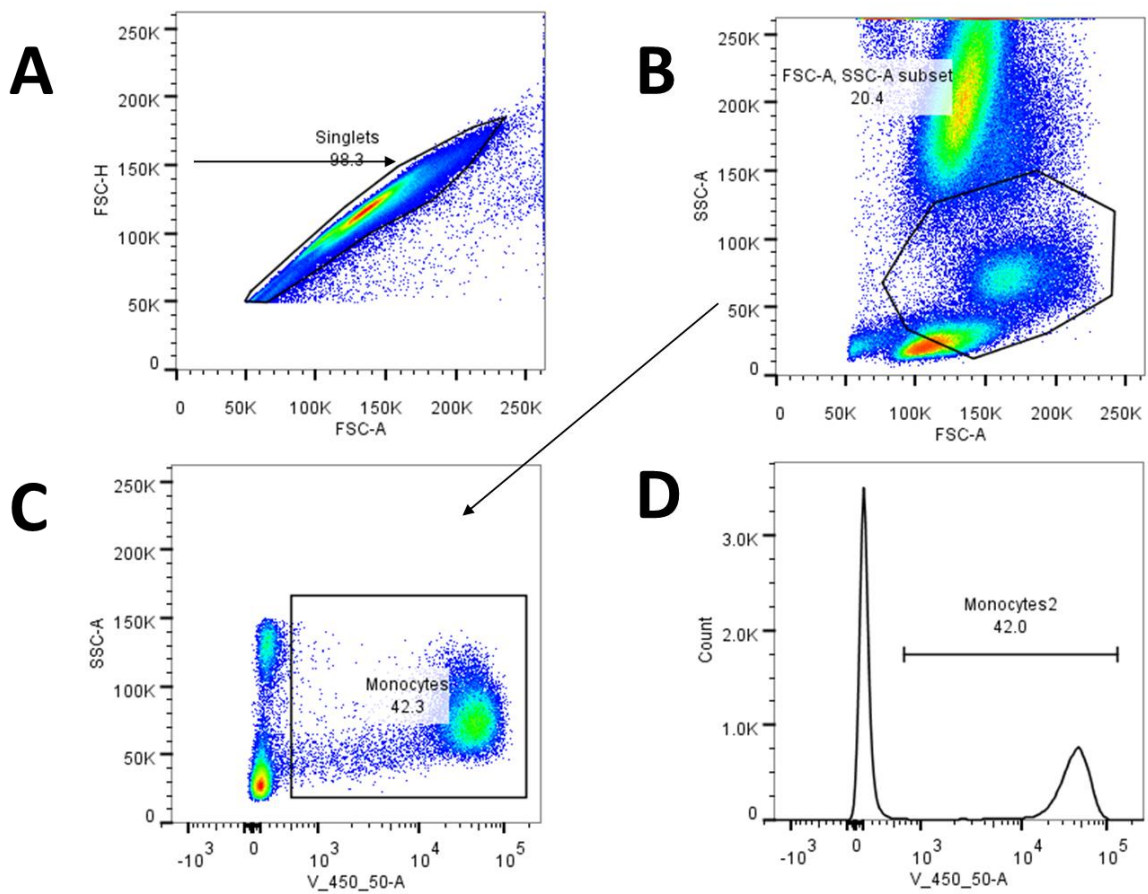 A
250K
200K
150K
100K
50K
0
FSC-H
Singlets
98.3
0 50K 100K 150K 200K 250K
FSC-A
B
250K
200K
150K
100K
50K
0
SSC-A
FSC-A, SSC-A subset
20.4
0 50K 100K 150K 200K 250K
FSC-A
C
250K
200K
150K
100K
50K
0
SSC-A
Monocytes
42.3
-10³ 0 10³ 10⁴ 10⁵
V_450_50-A
D
3.0K
2.0K
1.0K
0
Count
Monocytes2
42.0
-10³ 0 10³ 10⁴ 10⁵
V_450_50-A